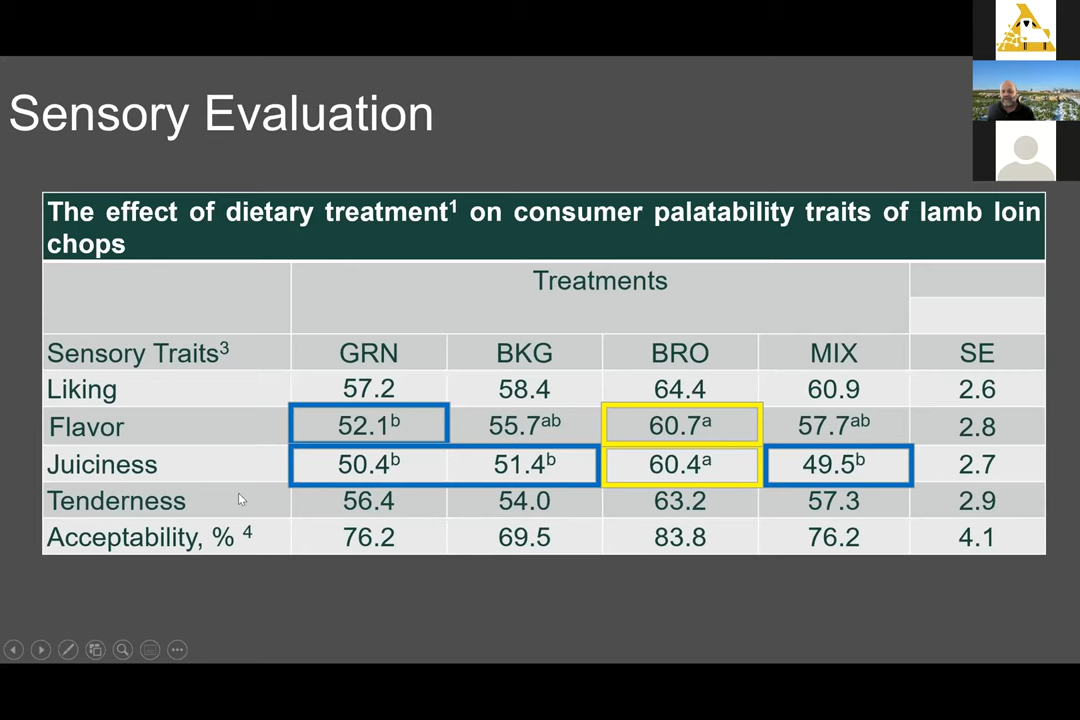 Sensory Evaluation
The effect of dietary treatment¹ on consumer palatability traits of lamb loin
chops
Treatments
Sensory Traits³ GRN BKG BRO MIX SE
Liking 57.2 58.4 64.4 60.9 2.6
Flavor 52.1ᵇ 55.7ᵃᵇ 60.7ᵃ 57.7ᵃᵇ 2.8
Juiciness 50.4ᵇ 51.4ᵇ 60.4ᵃ 49.5ᵇ 2.7
Tenderness 56.4 54.0 63.2 57.3 2.9
Acceptability, % ⁴ 76.2 69.5 83.8 76.2 4.1